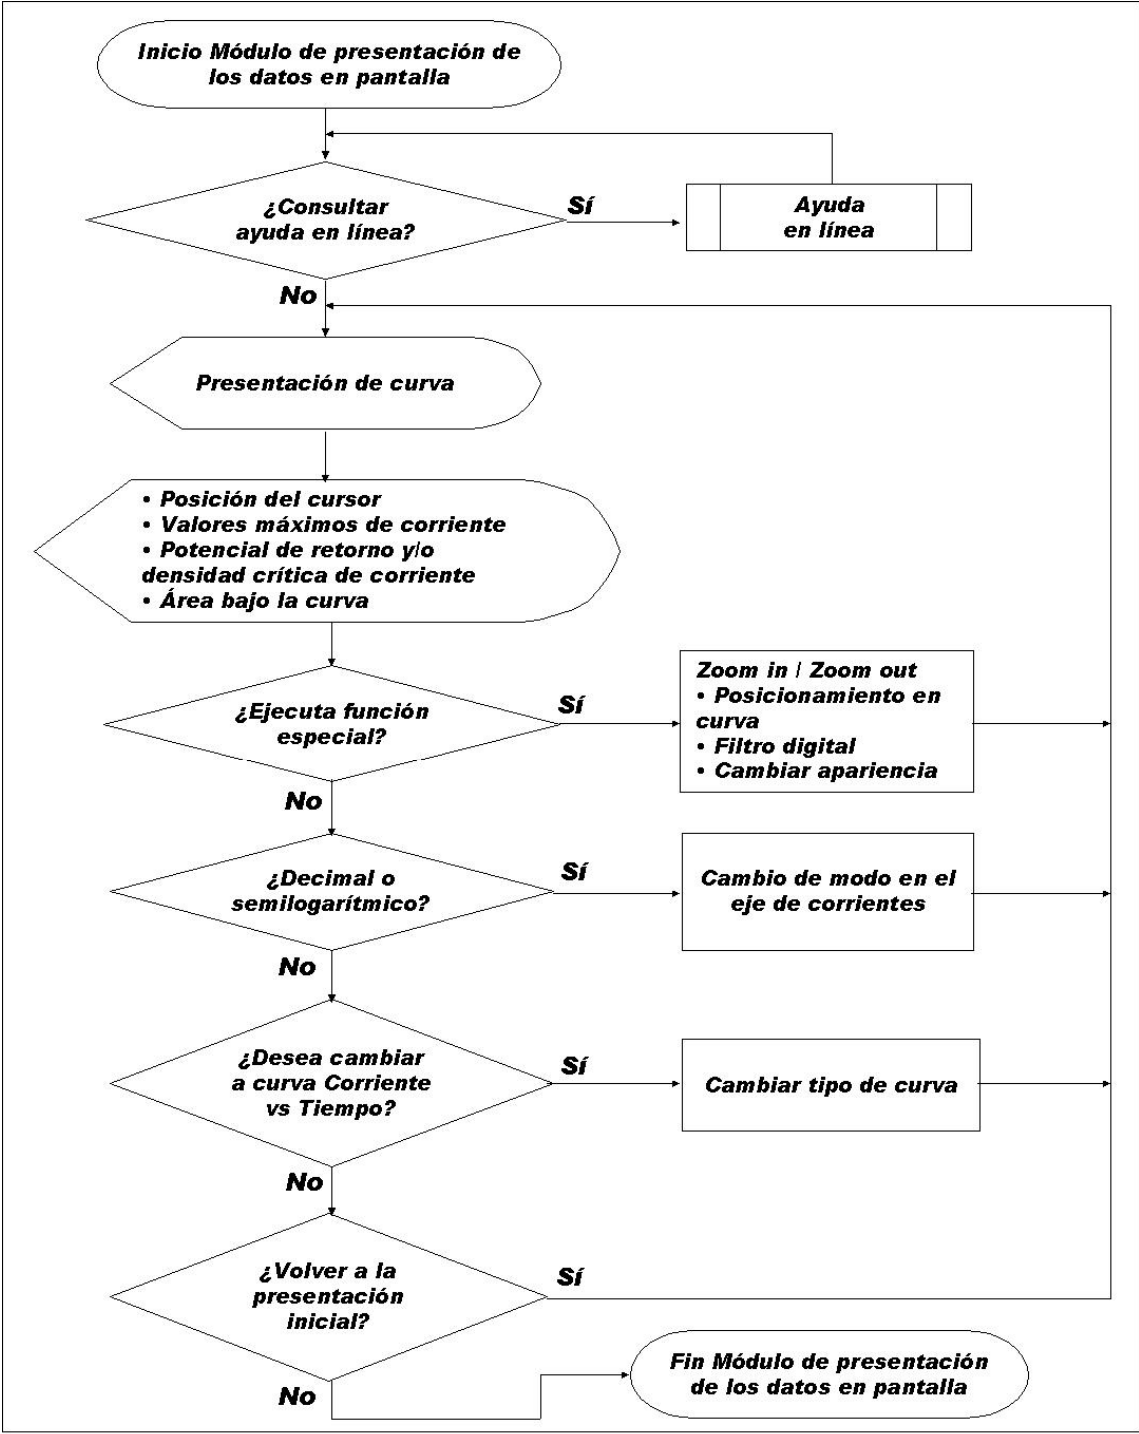 Inicio Módulo de presentación de
los datos en pantalla
¿Consultar
ayuda en línea?
Sí
Ayuda
en línea
No
Presentación de curva
• Posición del cursor
• Valores máximos de corriente
• Potencial de retorno y/o
densidad crítica de corriente
• Área bajo la curva
¿Ejecuta función
especial?
Sí
Zoom in / Zoom out
• Posicionamiento en
curva
• Filtro digital
• Cambiar apariencia
No
¿Decimal o
semilogarítmico?
Sí
Cambio de modo en el
eje de corrientes
No
¿Desea cambiar
a curva Corriente
vs Tiempo?
Sí
Cambiar tipo de curva
No
¿Volver a la
presentación
inicial?
Sí
No
Fin Módulo de presentación
de los datos en pantalla